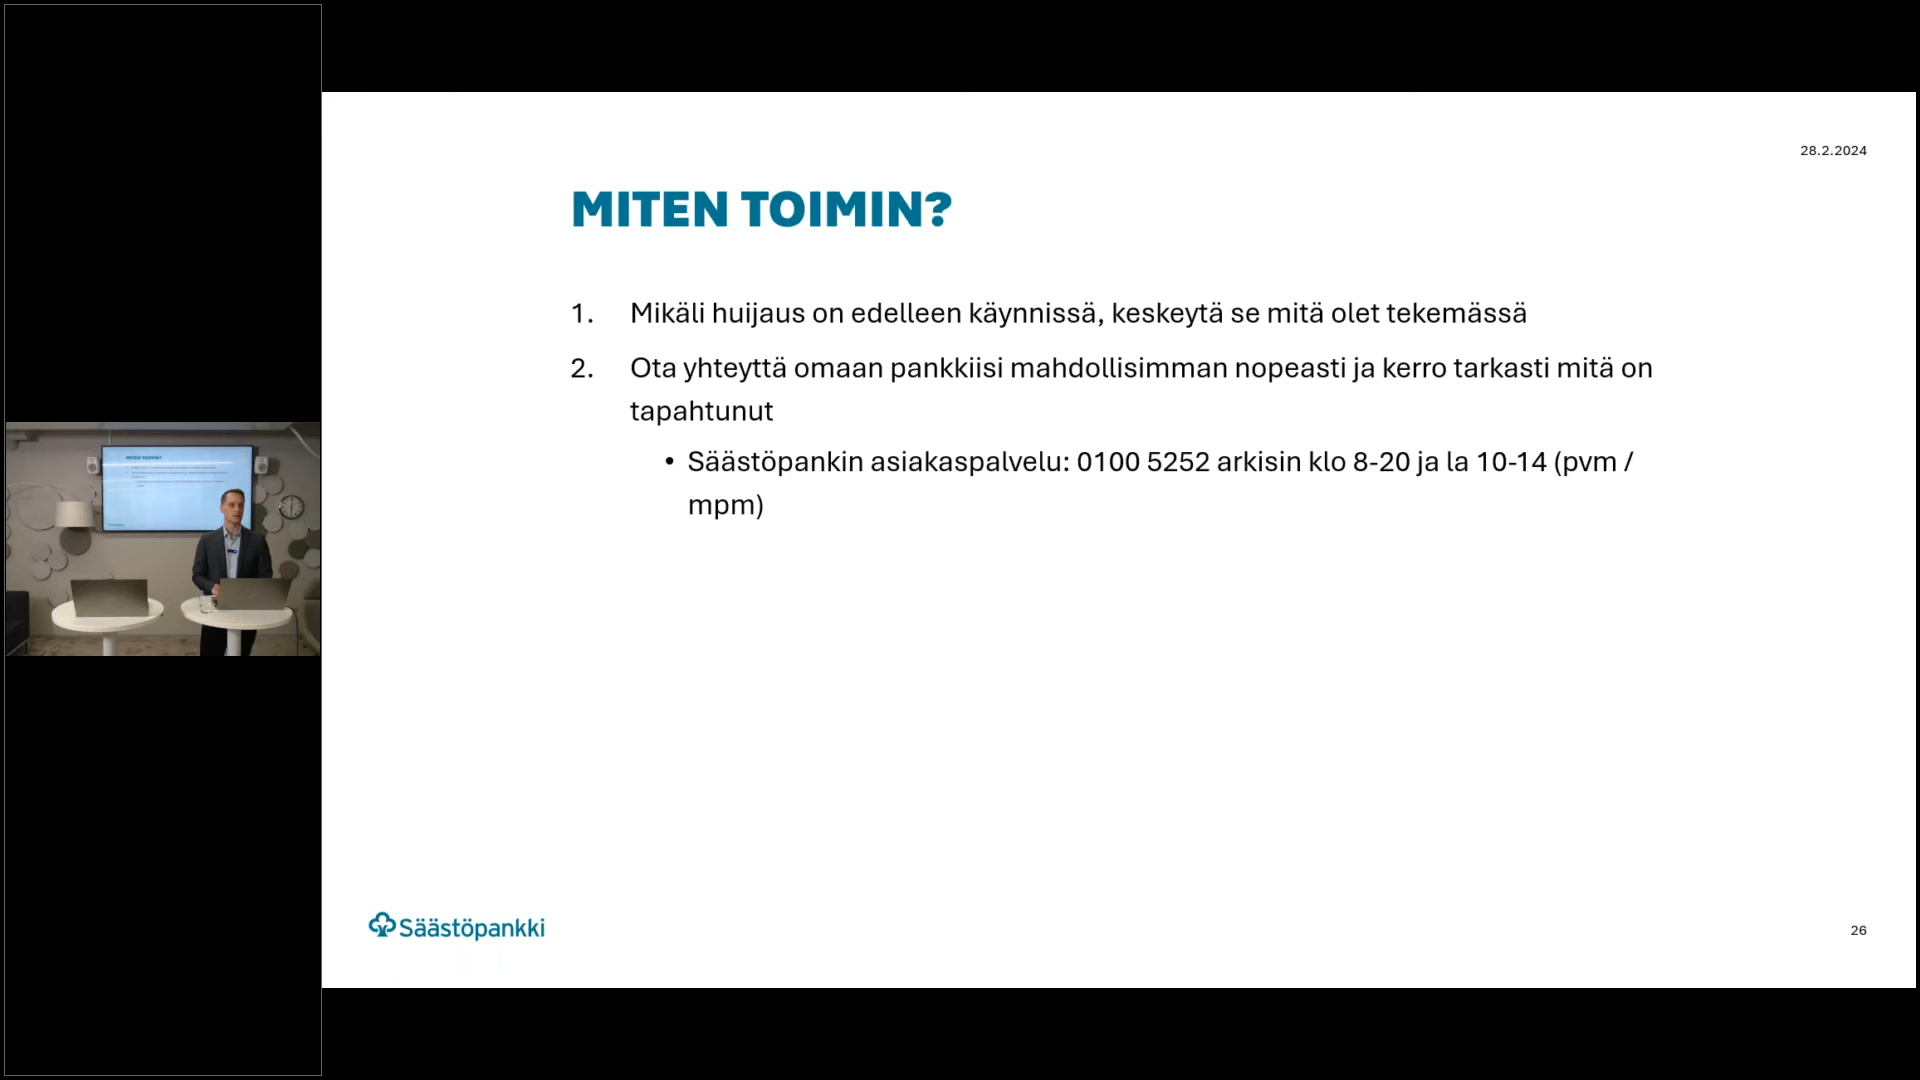 28.2.2024
MITEN TOIMIN?
1. Mikäli huijaus on edelleen käynnissä, keskeytä se mitä olet tekemässä
2. Ota yhteyttä omaan pankkiisi mahdollisimman nopeasti ja kerro tarkasti mitä on
tapahtunut
• Säästöpankin asiakaspalvelu: 0100 5252 arkisin klo 8-20 ja la 10-14 (pvm /
mpm)
Säästöpankki
26
MITEN TOIMIN?